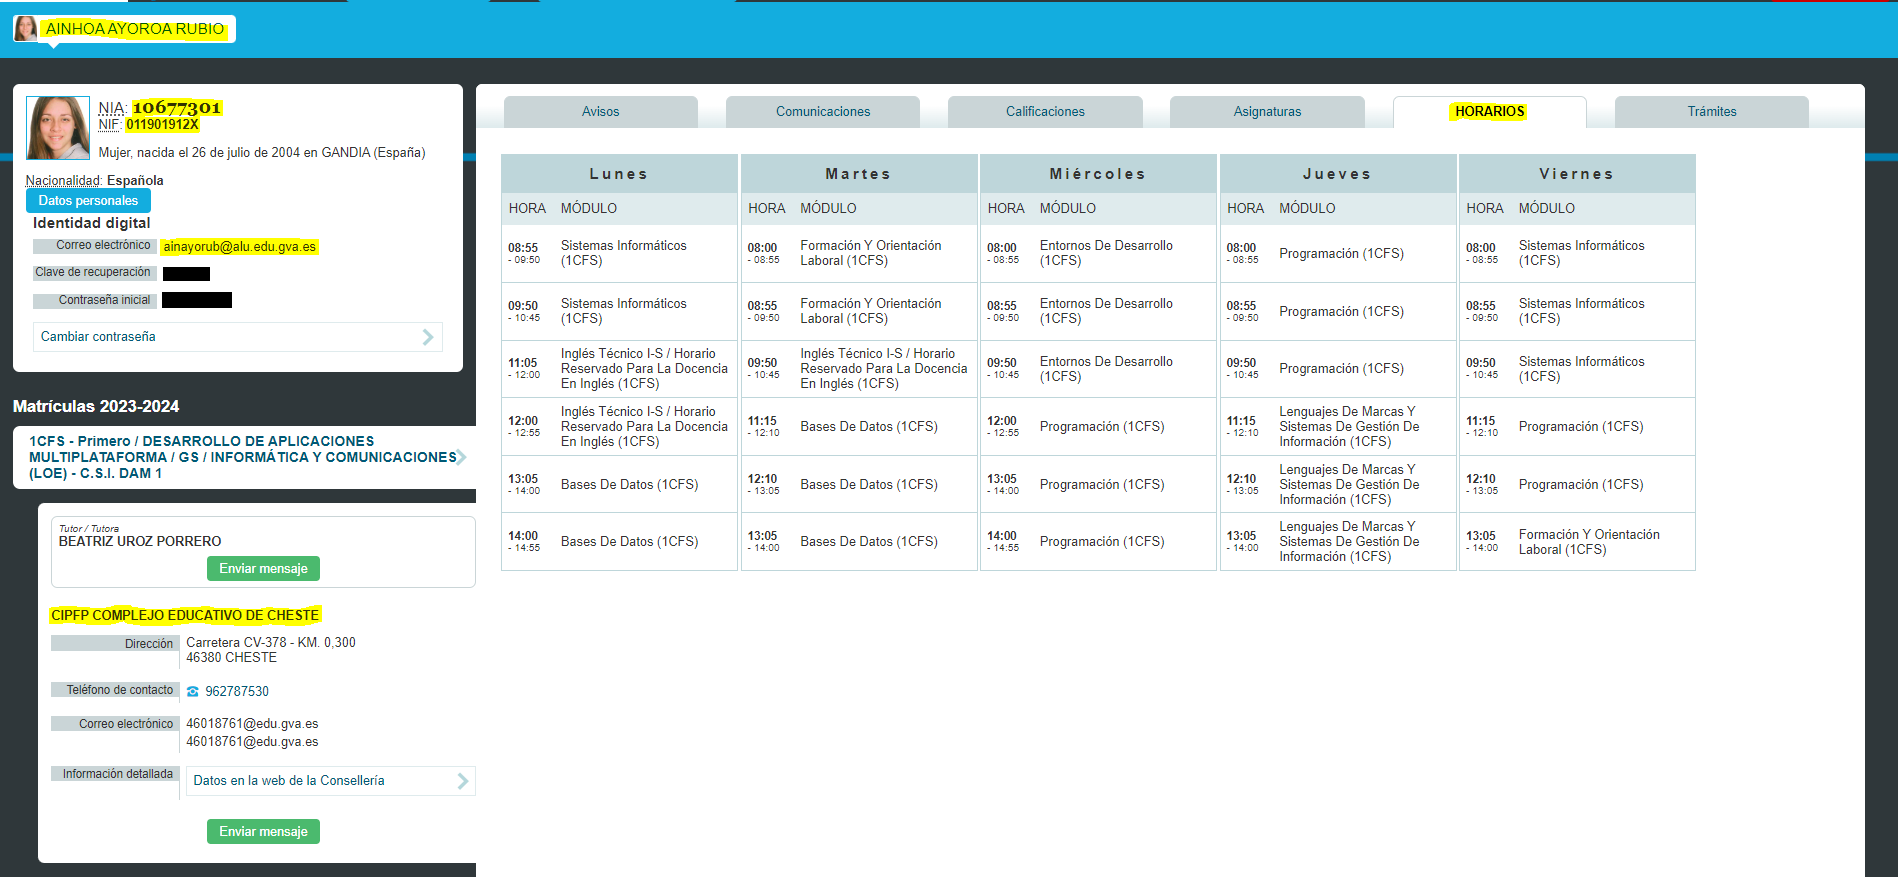 AINHOA AYOROA RUBIO
NIA: 10677301
NIF: 011901912X
Mujer, nacida el 26 de julio de 2004 en GANDIA (España)
Nacionalidad: Española
Datos personales
Identidad digital
Correo electrónico ainayorub@alu.edu.gva.es
Clave de recuperación
Contraseña inicial
Cambiar contraseña
Matrículas 2023-2024
1CFS - Primero / DESARROLLO DE APLICACIONES
MULTIPLATAFORMA / GS / INFORMÁTICA Y COMUNICACIONES
(LOE) - C.S.I. DAM 1
Tutor / Tutora
BEATRIZ UROZ PORRERO
Enviar mensaje
CIPFP COMPLEJO EDUCATIVO DE CHESTE
Dirección Carretera CV-378 - KM. 0,300
46380 CHESTE
Teléfono de contacto 962787530
Correo electrónico 46018761@edu.gva.es
46018761@edu.gva.es
Información detallada Datos en la web de la Consellería
Enviar mensaje
Avisos Comunicaciones Calificaciones Asignaturas HORARIOS Trámites
Lunes
HORA MÓDULO
08:55 - 09:50 Sistemas Informáticos
(1CFS)
09:50 - 10:45 Sistemas Informáticos
(1CFS)
11:05 - 12:00 Inglés Técnico I-S / Horario
Reservado Para La Docencia
En Inglés (1CFS)
12:00 - 12:55 Inglés Técnico I-S / Horario
Reservado Para La Docencia
En Inglés (1CFS)
13:05 - 14:00 Bases De Datos (1CFS)
14:00 - 14:55 Bases De Datos (1CFS)
Martes
HORA MÓDULO
08:00 - 08:55 Formación Y Orientación
Laboral (1CFS)
08:55 - 09:50 Formación Y Orientación
Laboral (1CFS)
09:50 - 10:45 Inglés Técnico I-S / Horario
Reservado Para La Docencia
En Inglés (1CFS)
11:15 - 12:10 Bases De Datos (1CFS)
12:10 - 13:05 Bases De Datos (1CFS)
13:05 - 14:00 Bases De Datos (1CFS)
Miércoles
HORA MÓDULO
08:00 - 08:55 Entornos De Desarrollo
(1CFS)
08:55 - 09:50 Entornos De Desarrollo
(1CFS)
09:50 - 10:45 Entornos De Desarrollo
(1CFS)
12:00 - 12:55 Programación (1CFS)
13:05 - 14:00 Programación (1CFS)
14:00 - 14:55 Programación (1CFS)
Jueves
HORA MÓDULO
08:00 - 08:55 Programación (1CFS)
08:55 - 09:50 Programación (1CFS)
09:50 - 10:45 Programación (1CFS)
11:15 - 12:10 Lenguajes De Marcas Y
Sistemas De Gestión De
Información (1CFS)
12:10 - 13:05 Lenguajes De Marcas Y
Sistemas De Gestión De
Información (1CFS)
13:05 - 14:00 Lenguajes De Marcas Y
Sistemas De Gestión De
Información (1CFS)
Viernes
HORA MÓDULO
08:00 - 08:55 Sistemas Informáticos
(1CFS)
08:55 - 09:50 Sistemas Informáticos
(1CFS)
09:50 - 10:45 Sistemas Informáticos
(1CFS)
11:15 - 12:10 Programación (1CFS)
12:10 - 13:05 Programación (1CFS)
13:05 - 14:00 Formación Y Orientación
Laboral (1CFS)